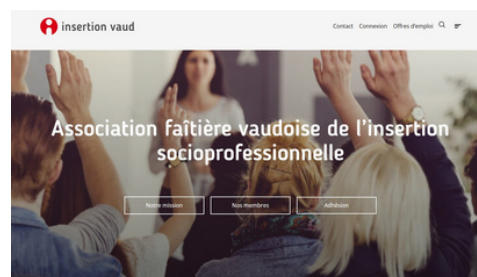 insertion vaud
Contact Connexion Offres d'emploi
Association faîtière vaudoise de l'insertion
socioprofessionnelle
Notre mission Nos membres Adhésion